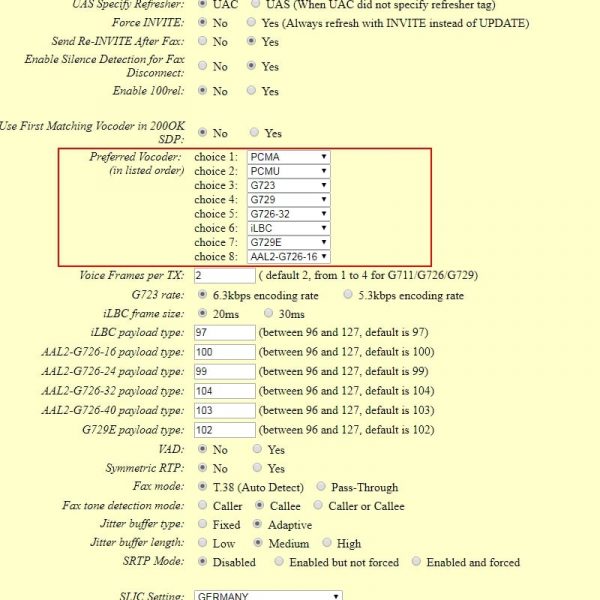 UAS Specify Refresher: UAC UAS (When UAC did not specify refresher tag)
Force INVITE: No Yes (Always refresh with INVITE instead of UPDATE)
Send Re-INVITE After Fax: No Yes
Enable Silence Detection for Fax
Disconnect: No Yes
Enable 100rel: No Yes
Use First Matching Vocoder in 200OK
SDP: No Yes
Preferred Vocoder: choice 1: PCMA
(in listed order) choice 2: PCMU
choice 3: G723
choice 4: G729
choice 5: G726-32
choice 6: iLBC
choice 7: G729E
choice 8: AAL2-G726-16
Voice Frames per TX: 2 ( default 2, from 1 to 4 for G711/G726/G729)
G723 rate: 6.3kbps encoding rate 5.3kbps encoding rate
iLBC frame size: 20ms 30ms
iLBC payload type: 97 (between 96 and 127, default is 97)
AAL2-G726-16 payload type: 100 (between 96 and 127, default is 100)
AAL2-G726-24 payload type: 99 (between 96 and 127, default is 99)
AAL2-G726-32 payload type: 104 (between 96 and 127, default is 104)
AAL2-G726-40 payload type: 103 (between 96 and 127, default is 103)
G729E payload type: 102 (between 96 and 127, default is 102)
VAD: No Yes
Symmetric RTP: No Yes
Fax mode: T.38 (Auto Detect) Pass-Through
Fax tone detection mode: Caller Callee Caller or Callee
Jitter buffer type: Fixed Adaptive
Jitter buffer length: Low Medium High
SRTP Mode: Disabled Enabled but not forced Enabled and forced
SLIC Setting: GERMANY